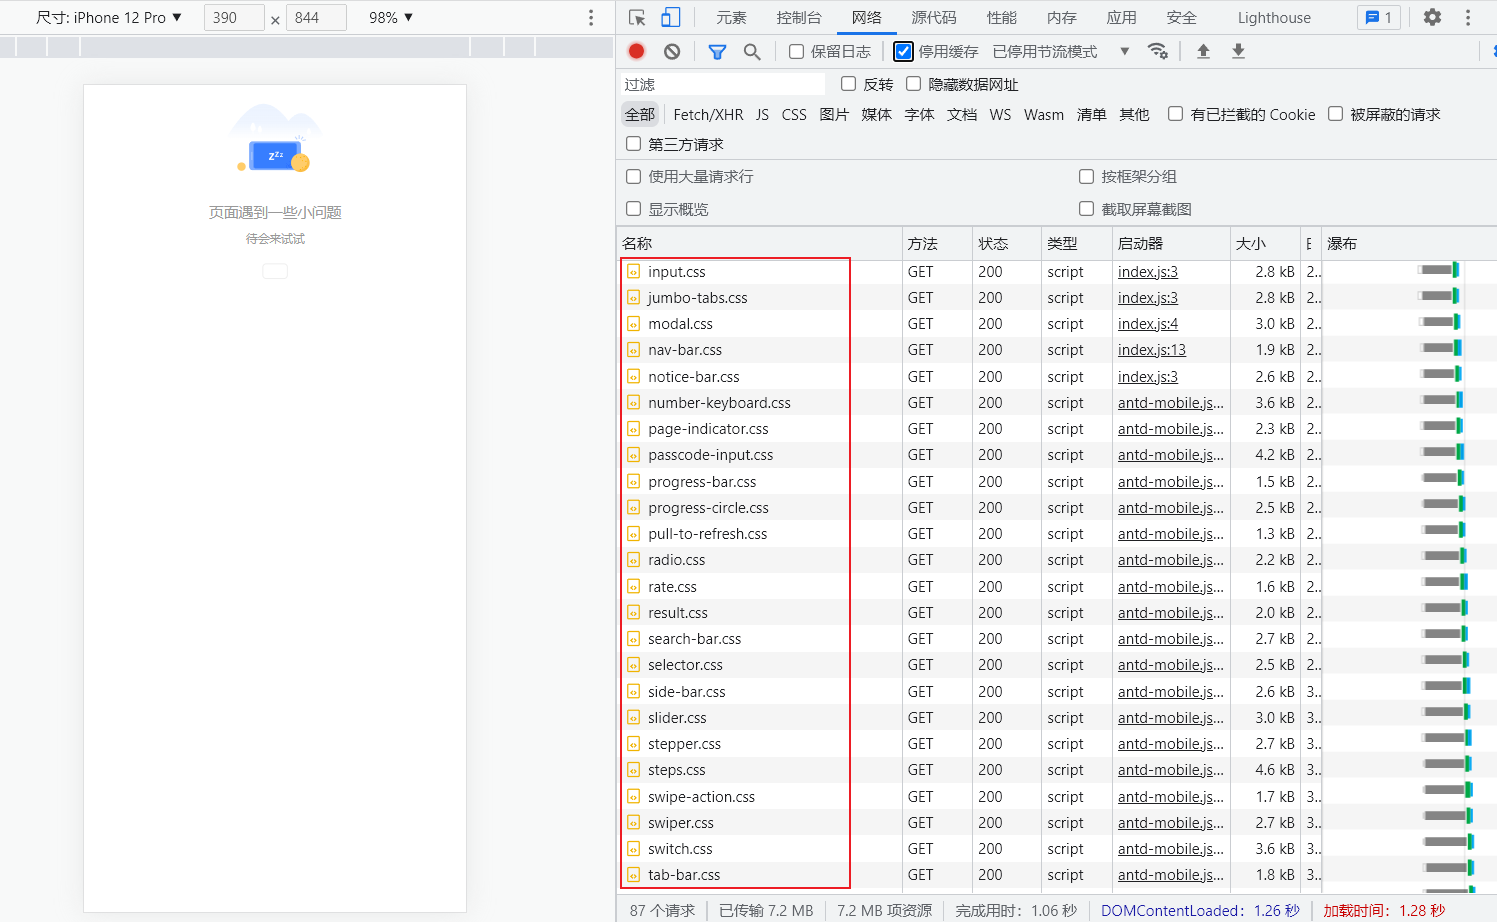 尺寸: iPhone 12 Pro ▼ 390 × 844 98% ▼
zzz
页面遇到一些小问题
待会来试试
元素 控制台 网络 源代码 性能 内存 应用 安全 Lighthouse 1
保留日志 停用缓存 已停用节流模式 ▼
过滤 反转 隐藏数据网址
全部 Fetch/XHR JS CSS 图片 媒体 字体 文档 WS Wasm 清单 其他 有已拦截的 Cookie 被屏蔽的请求
第三方请求
使用大量请求行 按框架分组
显示概览 截取屏幕截图
名称 方法 状态 类型 启动器 大小 瀑布
input.css GET 200 script index.js:3 2.8 kB 2..
jumbo-tabs.css GET 200 script index.js:3 2.8 kB 2..
modal.css GET 200 script index.js:4 3.0 kB 2..
nav-bar.css GET 200 script index.js:13 1.9 kB 2..
notice-bar.css GET 200 script index.js:3 2.6 kB 2..
number-keyboard.css GET 200 script antd-mobile.js... 3.6 kB 2..
page-indicator.css GET 200 script antd-mobile.js... 2.3 kB 2..
passcode-input.css GET 200 script antd-mobile.js... 4.2 kB 2..
progress-bar.css GET 200 script antd-mobile.js... 1.5 kB 2..
progress-circle.css GET 200 script antd-mobile.js... 2.5 kB 2..
pull-to-refresh.css GET 200 script antd-mobile.js... 1.3 kB 2..
radio.css GET 200 script antd-mobile.js... 2.2 kB 2..
rate.css GET 200 script antd-mobile.js... 1.6 kB 2..
result.css GET 200 script antd-mobile.js... 2.0 kB 2..
search-bar.css GET 200 script antd-mobile.js... 2.7 kB 2..
selector.css GET 200 script antd-mobile.js... 2.5 kB 2..
side-bar.css GET 200 script antd-mobile.js... 2.6 kB 3..
slider.css GET 200 script antd-mobile.js... 3.0 kB 3..
stepper.css GET 200 script antd-mobile.js... 2.7 kB 3..
steps.css GET 200 script antd-mobile.js... 4.6 kB 3..
swipe-action.css GET 200 script antd-mobile.js... 1.7 kB 3..
swiper.css GET 200 script antd-mobile.js... 2.7 kB 3..
switch.css GET 200 script antd-mobile.js... 3.6 kB 3..
tab-bar.css GET 200 script antd-mobile.js... 1.8 kB 3..
87 个请求 已传输 7.2 MB 7.2 MB 项资源 完成用时：1.06 秒 DOMContentLoaded：1.26 秒 加载时间：1.28 秒